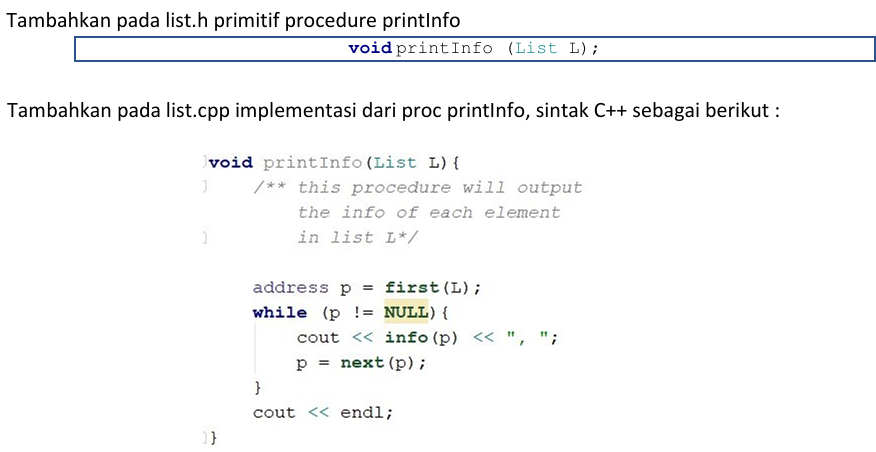 Tambahkan pada list.h primitif procedure printInfo
void printInfo (List L);
Tambahkan pada list.cpp implementasi dari proc printInfo, sintak C++ sebagai berikut :
void printInfo(List L){
/** this procedure will output
the info of each element
in list L*/
address p = first(L);
while (p != NULL){
cout << info(p) << ", ";
p = next(p);
}
cout << endl;
}